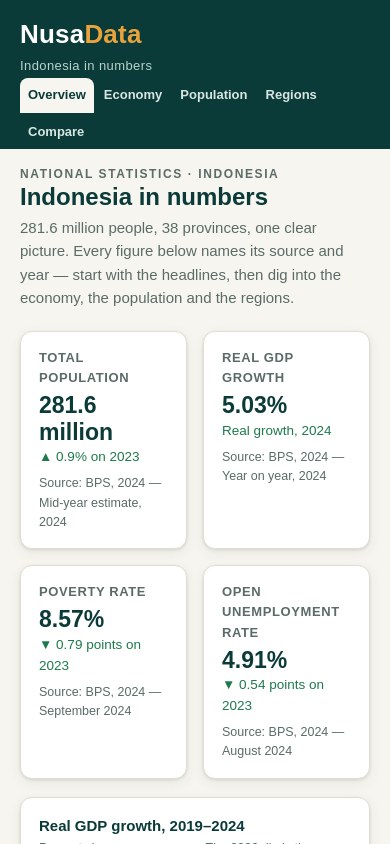 NusaData
Indonesia in numbers
Overview Economy Population Regions
Compare
NATIONAL STATISTICS · INDONESIA
Indonesia in numbers
281.6 million people, 38 provinces, one clear
picture. Every figure below names its source and
year — start with the headlines, then dig into the
economy, the population and the regions.
TOTAL
POPULATION
281.6
million
▲ 0.9% on 2023
Source: BPS, 2024 —
Mid-year estimate,
2024
REAL GDP
GROWTH
5.03%
Real growth, 2024
Source: BPS, 2024 —
Year on year, 2024
POVERTY RATE
8.57%
▼ 0.79 points on
2023
Source: BPS, 2024 —
September 2024
OPEN
UNEMPLOYMENT
RATE
4.91%
▼ 0.54 points on
2023
Source: BPS, 2024 —
August 2024
Real GDP growth, 2019–2024